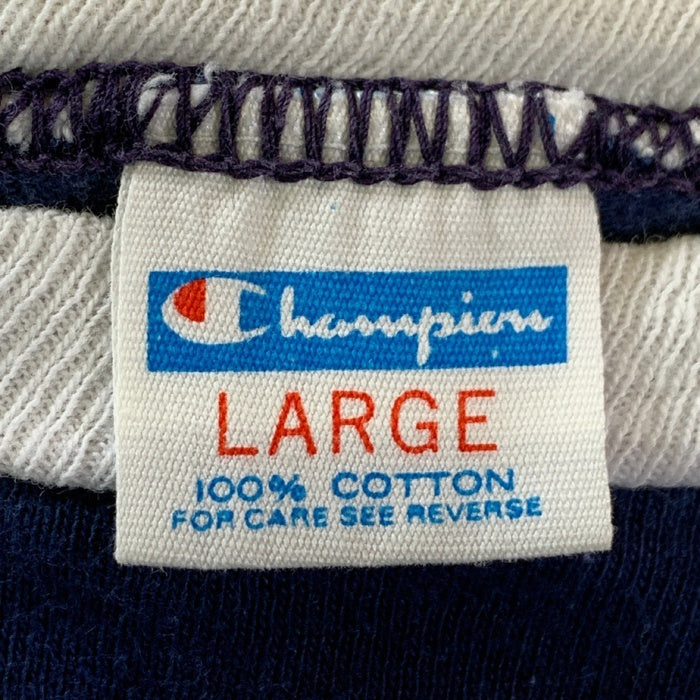 Champion
LARGE
100% COTTON
FOR CARE SEE REVERSE